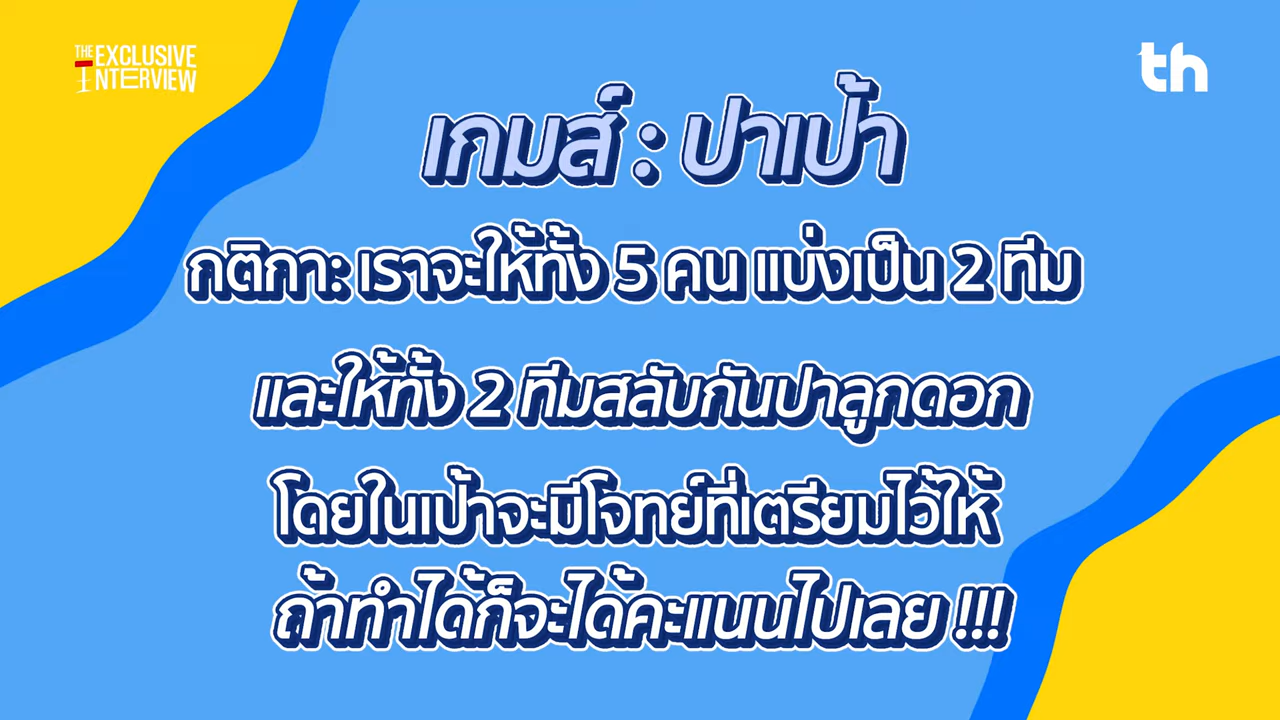 THE EXCLUSIVE
INTERVIEW
th
เกมส์ : ปาเป้า
กติกา: เราจะให้ทั้ง 5 คน แบ่งเป็น 2 ทีม
และให้ทั้ง 2 ทีมสลับกันปาลูกดอก
โดยในเป้าจะมีโจทย์ที่เตรียมไว้ให้
ถ้าทำได้ก็จะได้คะแนนไปเลย !!!